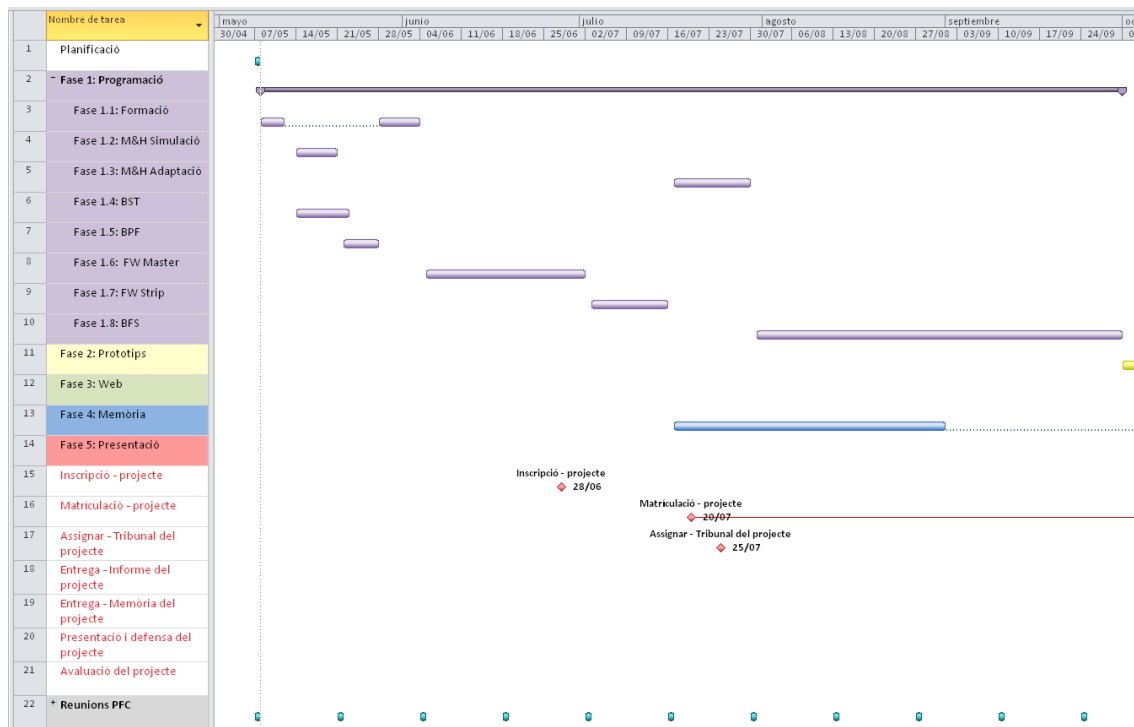 Nombre de tarea
mayo junio julio agosto septiembre oc
30/04 07/05 14/05 21/05 28/05 04/06 11/06 18/06 25/06 02/07 09/07 16/07 23/07 30/07 06/08 13/08 20/08 27/08 03/09 10/09 17/09 24/09
1 Planificació
2 - Fase 1: Programació
3 Fase 1.1: Formació
4 Fase 1.2: M&H Simulació
5 Fase 1.3: M&H Adaptació
6 Fase 1.4: BST
7 Fase 1.5: BPF
8 Fase 1.6: FW Master
9 Fase 1.7: FW Strip
10 Fase 1.8: BFS
11 Fase 2: Prototips
12 Fase 3: Web
13 Fase 4: Memòria
14 Fase 5: Presentació
15 Inscripció - projecte
Inscripció - projecte
28/06
16 Matriculació - projecte
Matriculació - projecte
20/07
17 Assignar - Tribunal del
projecte
Assignar - Tribunal del projecte
25/07
18 Entrega - Informe del
projecte
19 Entrega - Memòria del
projecte
20 Presentació i defensa del
projecte
21 Avaluació del projecte
22 + Reunions PFC